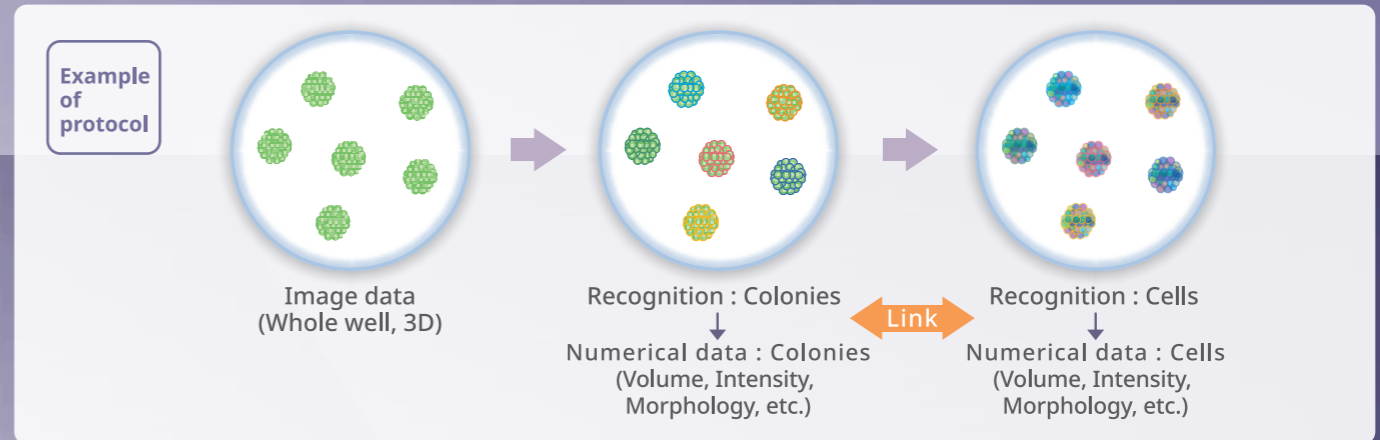 Example
of
protocol
Image data
(Whole well, 3D)
Recognition : Colonies
Numerical data : Colonies
(Volume, Intensity,
Morphology, etc.)
Link
Recognition : Cells
Numerical data : Cells
(Volume, Intensity,
Morphology, etc.)